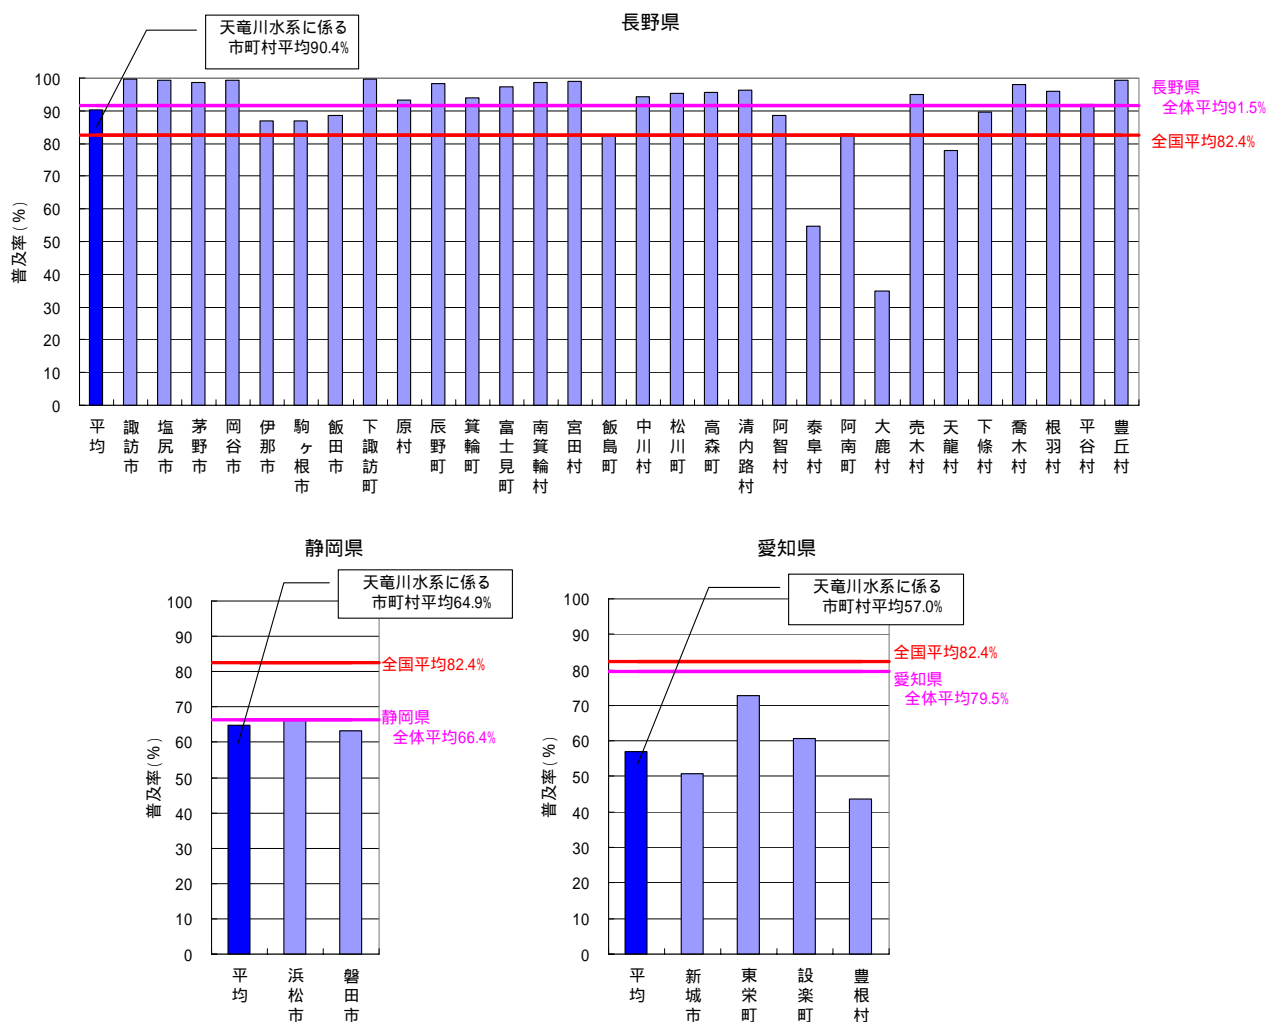 長野県
天竜川水系に係る
市町村平均90.4%
普及率(%)
100
90
80
70
60
50
40
30
20
10
0
長野県
全体平均91.5%
全国平均82.4%
平均
諏訪市
塩尻市
茅野市
岡谷市
伊那市
駒ヶ根市
飯田市
下諏訪町
原村
辰野町
箕輪町
富士見町
南箕輪村
宮田村
飯島町
中川村
松川町
高森町
清内路村
阿智村
泰阜村
阿南町
大鹿村
売木村
天龍村
下條村
喬木村
根羽村
平谷村
豊丘村
静岡県
天竜川水系に係る
市町村平均64.9%
普及率(%)
100
90
80
70
60
50
40
30
20
10
0
全国平均82.4%
静岡県
全体平均66.4%
平均
浜松市
磐田市
愛知県
天竜川水系に係る
市町村平均57.0%
普及率(%)
100
90
80
70
60
50
40
30
20
10
0
全国平均82.4%
愛知県
全体平均79.5%
平均
新城市
東栄町
設楽町
豊根村